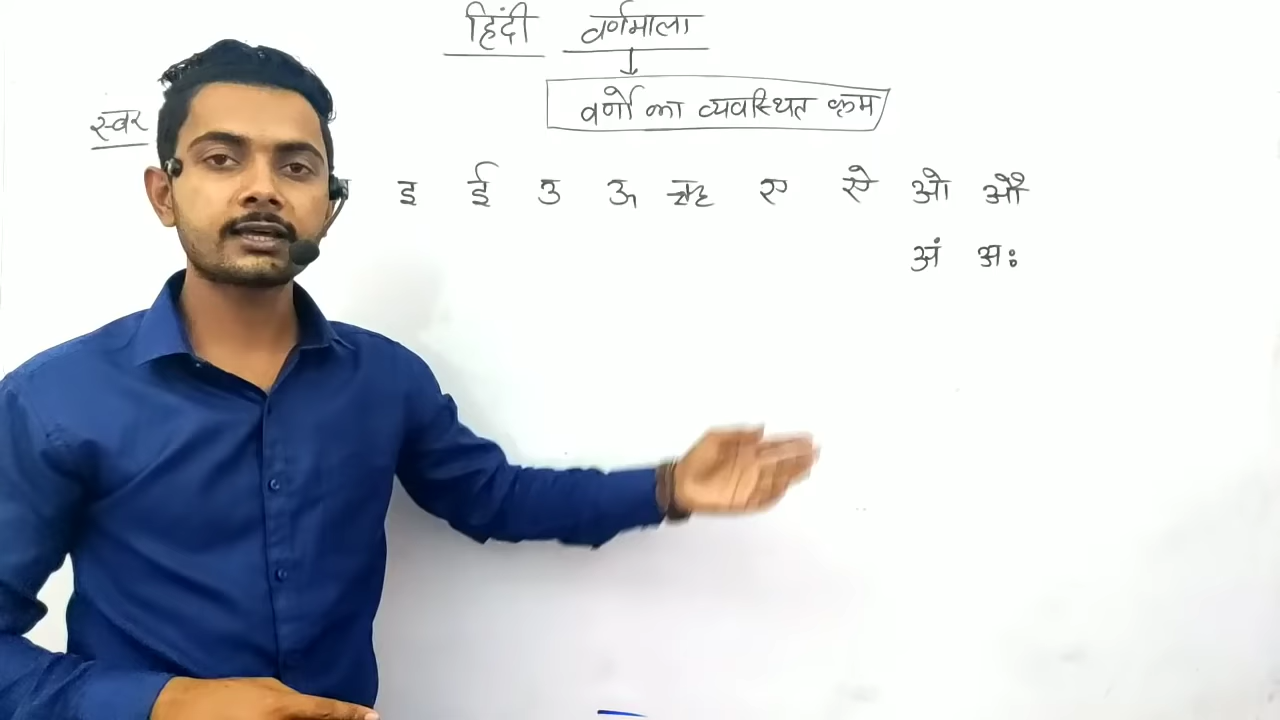 हिंदी वर्णमाला
वर्णो का व्यवस्थित क्रम
स्वर
इ ई उ ऊ ऋ ए ऐ ओ औ
अं अः